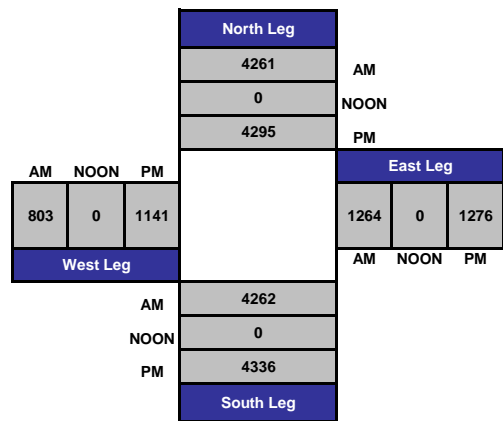 North Leg
4261 AM
0 NOON
4295 PM
East Leg
AM NOON PM
803 0 1141
1264 0 1276
West Leg
AM NOON PM
AM 4262
NOON 0
PM 4336
South Leg